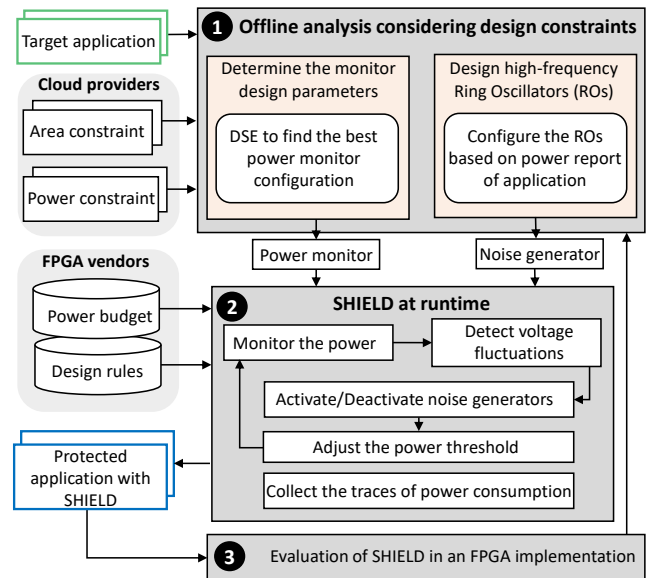 Target application
1 Offline analysis considering design constraints
Cloud providers
Area constraint
Power constraint
Determine the monitor
design parameters
DSE to find the best
power monitor
configuration
Design high-frequency
Ring Oscillators (ROs)
Configure the ROs
based on power report
of application
Power monitor
Noise generator
FPGA vendors
Power budget
Design rules
2 SHIELD at runtime
Monitor the power
Detect voltage
fluctuations
Activate/Deactivate noise generators
Adjust the power threshold
Collect the traces of power consumption
Protected
application with
SHIELD
3 Evaluation of SHIELD in an FPGA implementation